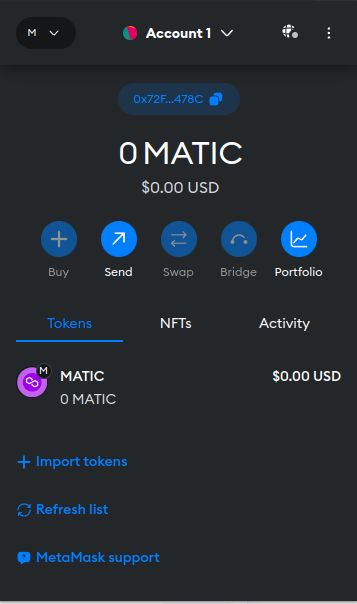 M
Account 1
0x72F...478C
0 MATIC
$0.00 USD
Buy
Send
Swap
Bridge
Portfolio
Tokens
NFTs
Activity
M
MATIC
$0.00 USD
0 MATIC
Import tokens
Refresh list
MetaMask support